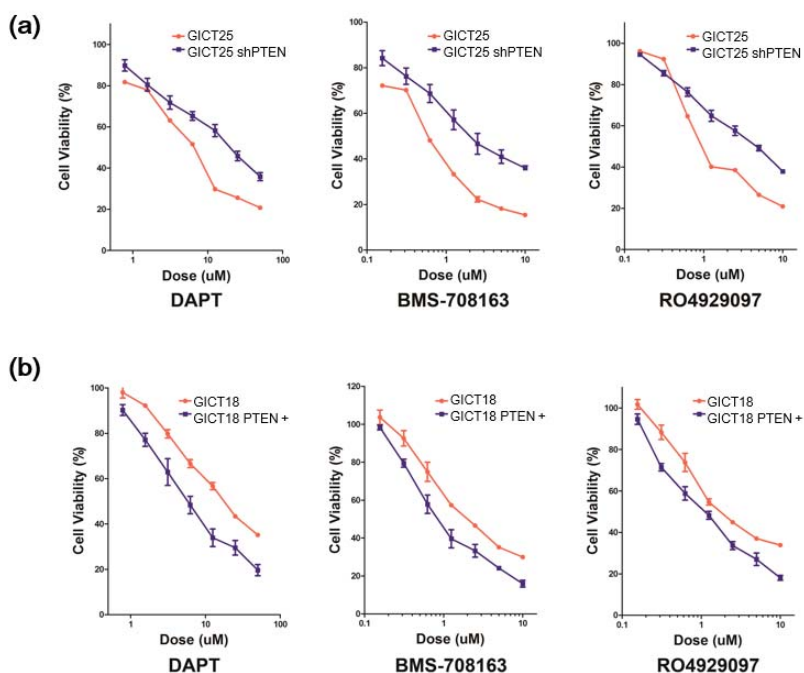 (a)
GICT25
GICT25 shPTEN
Cell Viability (%)
100
80
60
40
20
0
1
10
100
Dose (uM)
DAPT
GICT25
GICT25 shPTEN
Cell Viability (%)
100
80
60
40
20
0
0.1
1
10
Dose (uM)
BMS-708163
GICT25
GICT25 shPTEN
Cell Viability (%)
100
80
60
40
20
0
0.1
1
10
Dose (uM)
RO4929097
(b)
GICT18
GICT18 PTEN +
Cell Viability (%)
100
80
60
40
20
0
1
10
100
Dose (uM)
DAPT
GICT18
GICT18 PTEN +
Cell Viability (%)
120
100
80
60
40
20
0
0.1
1
10
Dose (uM)
BMS-708163
GICT18
GICT18 PTEN +
Cell Viability (%)
100
80
60
40
20
0
0.1
1
10
Dose (uM)
RO4929097